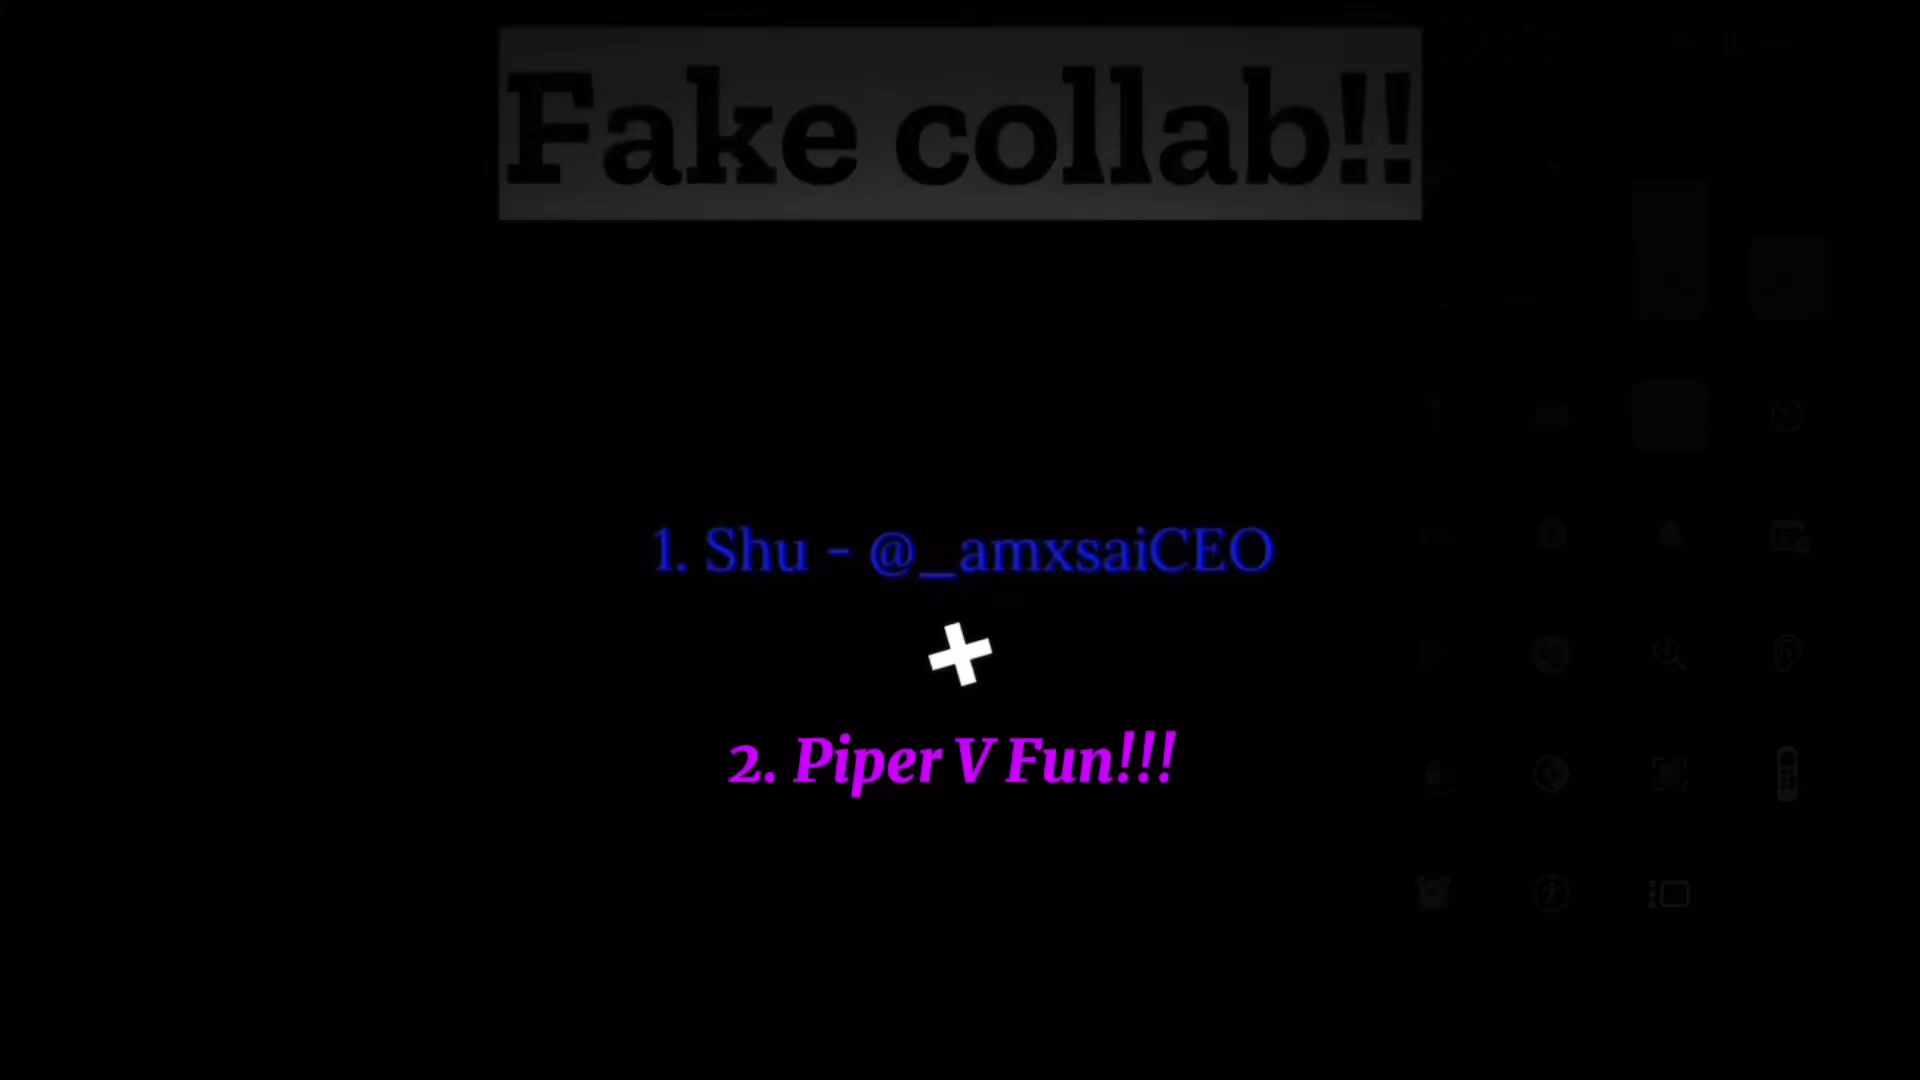 Fake collab!!
1. Shu - @_amxsaiCEO
+
2. Piper V Fun!!!